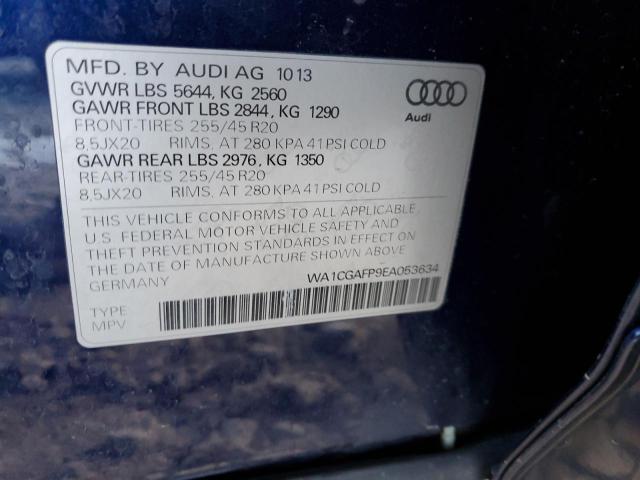 MFD. BY AUDI AG 10 13
GVWR LBS 5644, KG 2560
GAWR FRONT LBS 2844, KG 1290
FRONT-TIRES 255/45 R20
8,5JX20 RIMS, AT 280 KPA 41 PSI COLD
GAWR REAR LBS 2976, KG 1350
REAR-TIRES 255/45 R20
8,5JX20 RIMS, AT 280 KPA 41 PSI COLD
Audi
THIS VEHICLE CONFORMS TO ALL APPLICABLE
U.S. FEDERAL MOTOR VEHICLE SAFETY AND
THEFT PREVENTION STANDARDS IN EFFECT ON
THE DATE OF MANUFACTURE SHOWN ABOVE
GERMANY
WA1CGAFP9EA053634
TYPE
MPV